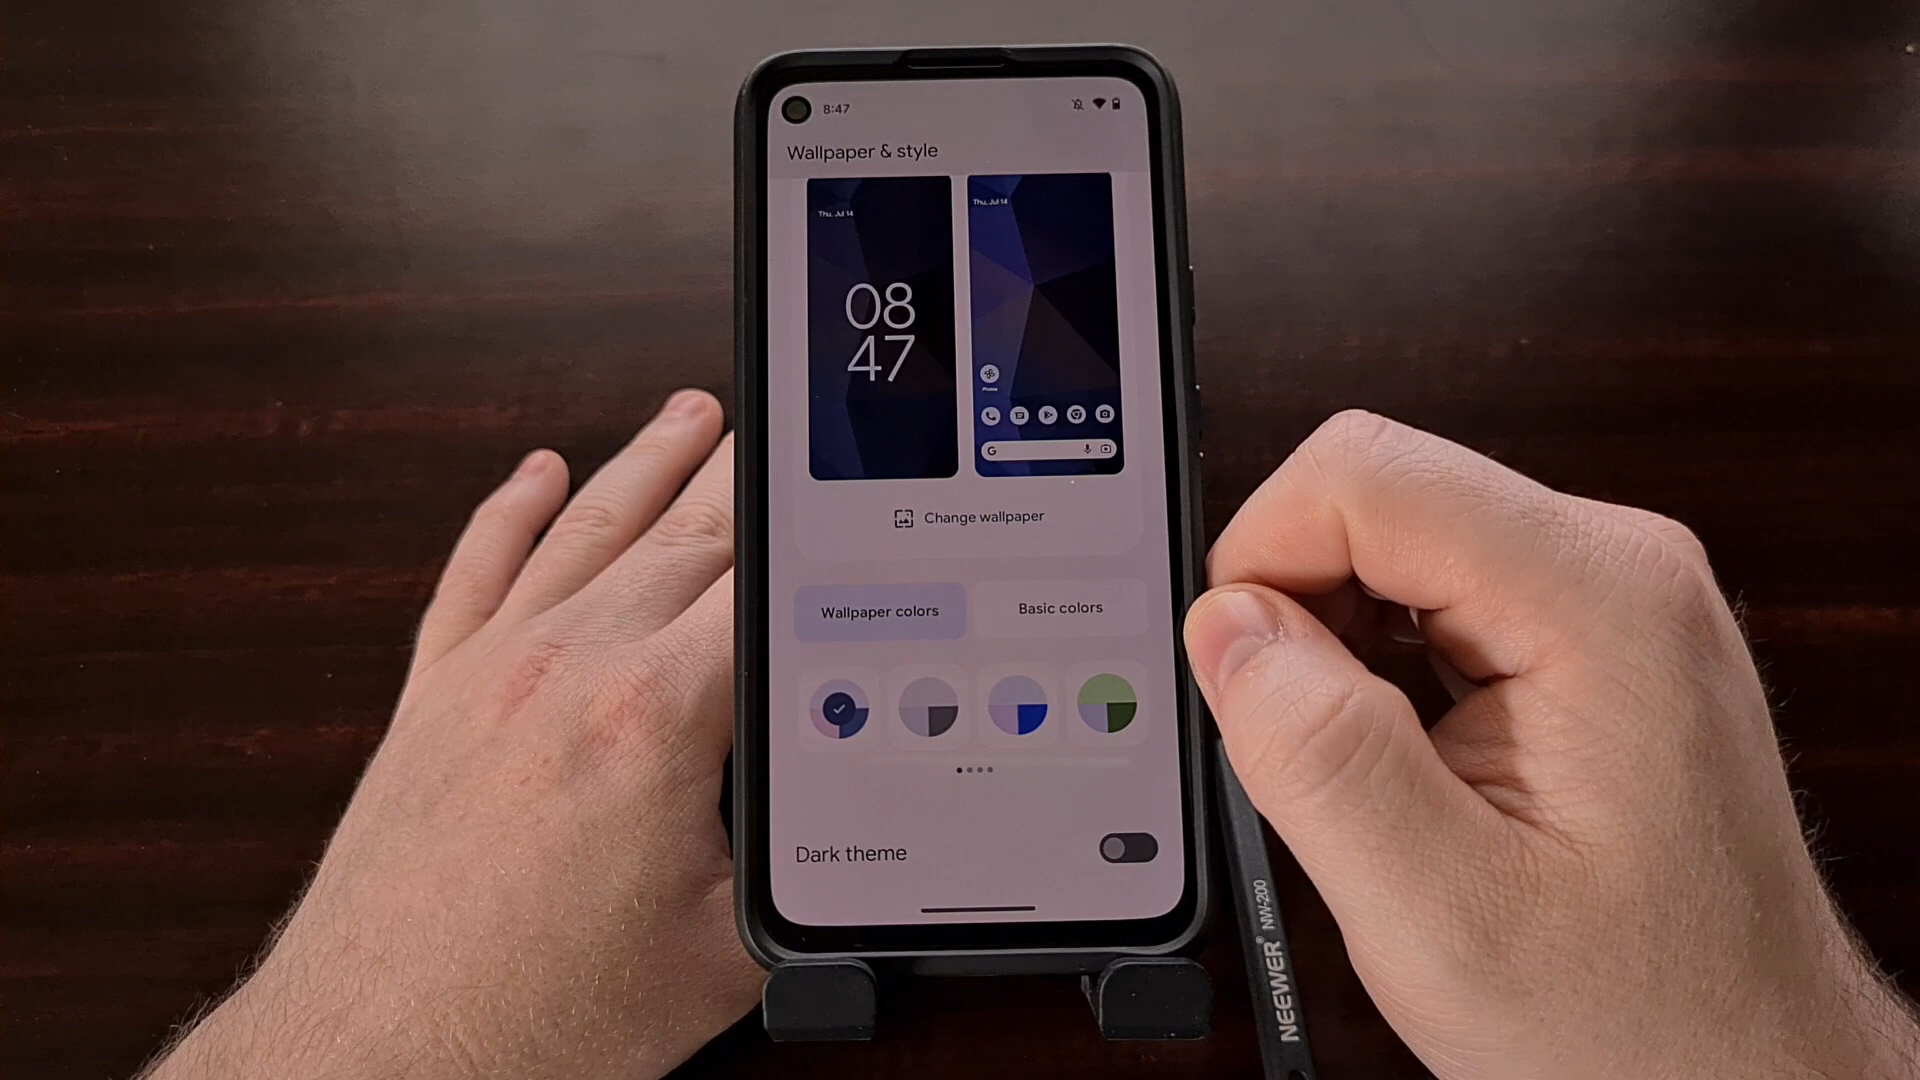 8:47
Wallpaper & style
Thu, Jul 14
08
47
Thu, Jul 14
Photos
G
Change wallpaper
Wallpaper colors
Basic colors
Dark theme
NEEWER® NW-200